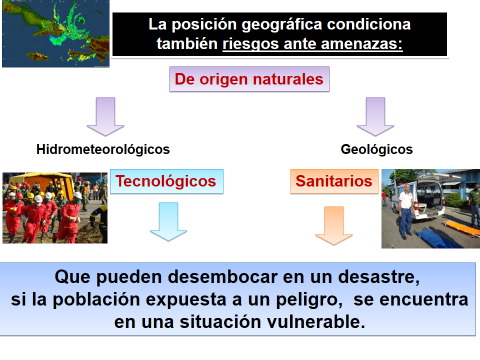 La posición geográfica condiciona
también riesgos ante amenazas:
De origen naturales
Hidrometeorológicos
Geológicos
Tecnológicos
Sanitarios
Que pueden desembocar en un desastre,
si la población expuesta a un peligro, se encuentra
en una situación vulnerable.